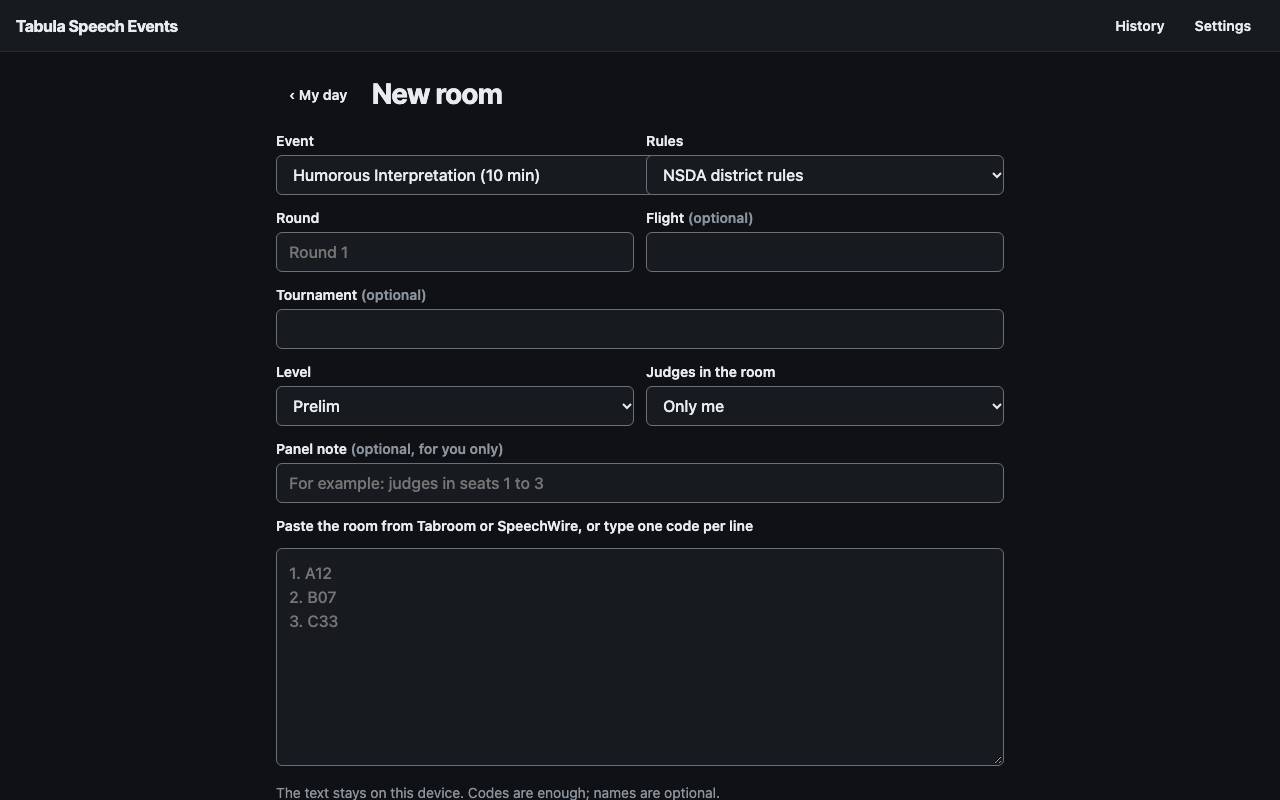 Tabula Speech Events
History Settings
‹ My day New room
Event Rules
Humorous Interpretation (10 min) NSDA district rules
Round Flight (optional)
Round 1
Tournament (optional)
Level Judges in the room
Prelim Only me
Panel note (optional, for you only)
For example: judges in seats 1 to 3
Paste the room from Tabroom or SpeechWire, or type one code per line
1. A12
2. B07
3. C33
The text stays on this device. Codes are enough; names are optional.